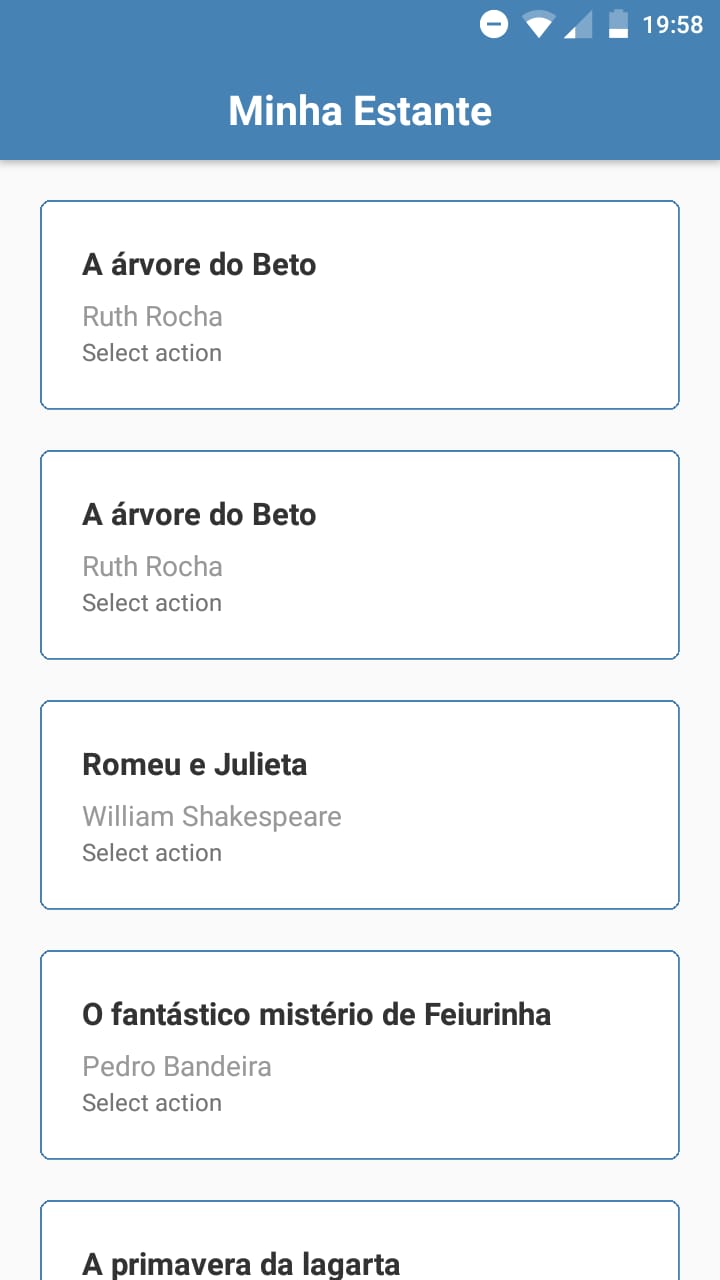 19:58
Minha Estante
A árvore do Beto
Ruth Rocha
Select action
A árvore do Beto
Ruth Rocha
Select action
Romeu e Julieta
William Shakespeare
Select action
O fantástico mistério de Feiurinha
Pedro Bandeira
Select action
A primavera da lagarta